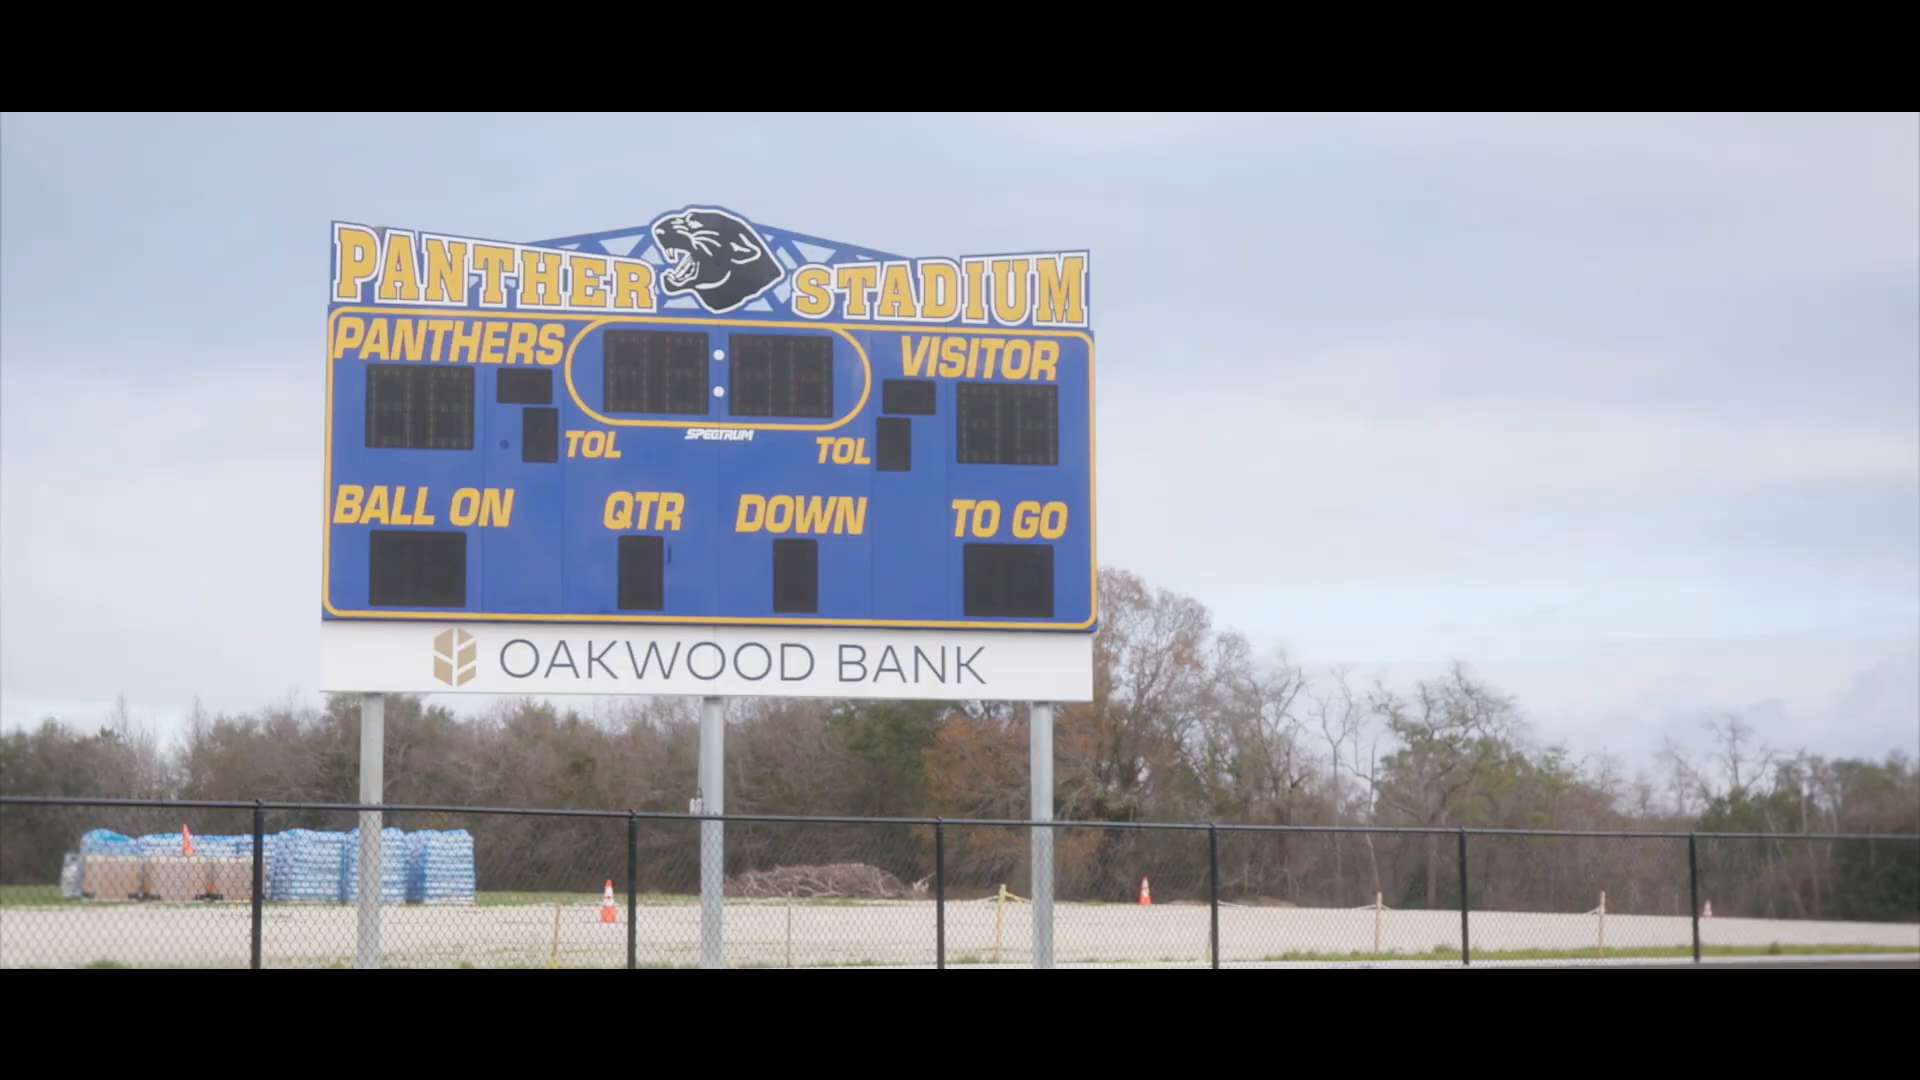 PANTHER STADIUM
PANTHERS
VISITOR
SPECTRUM
TOL
TOL
BALL ON
QTR
DOWN
TO GO
OAKWOOD BANK